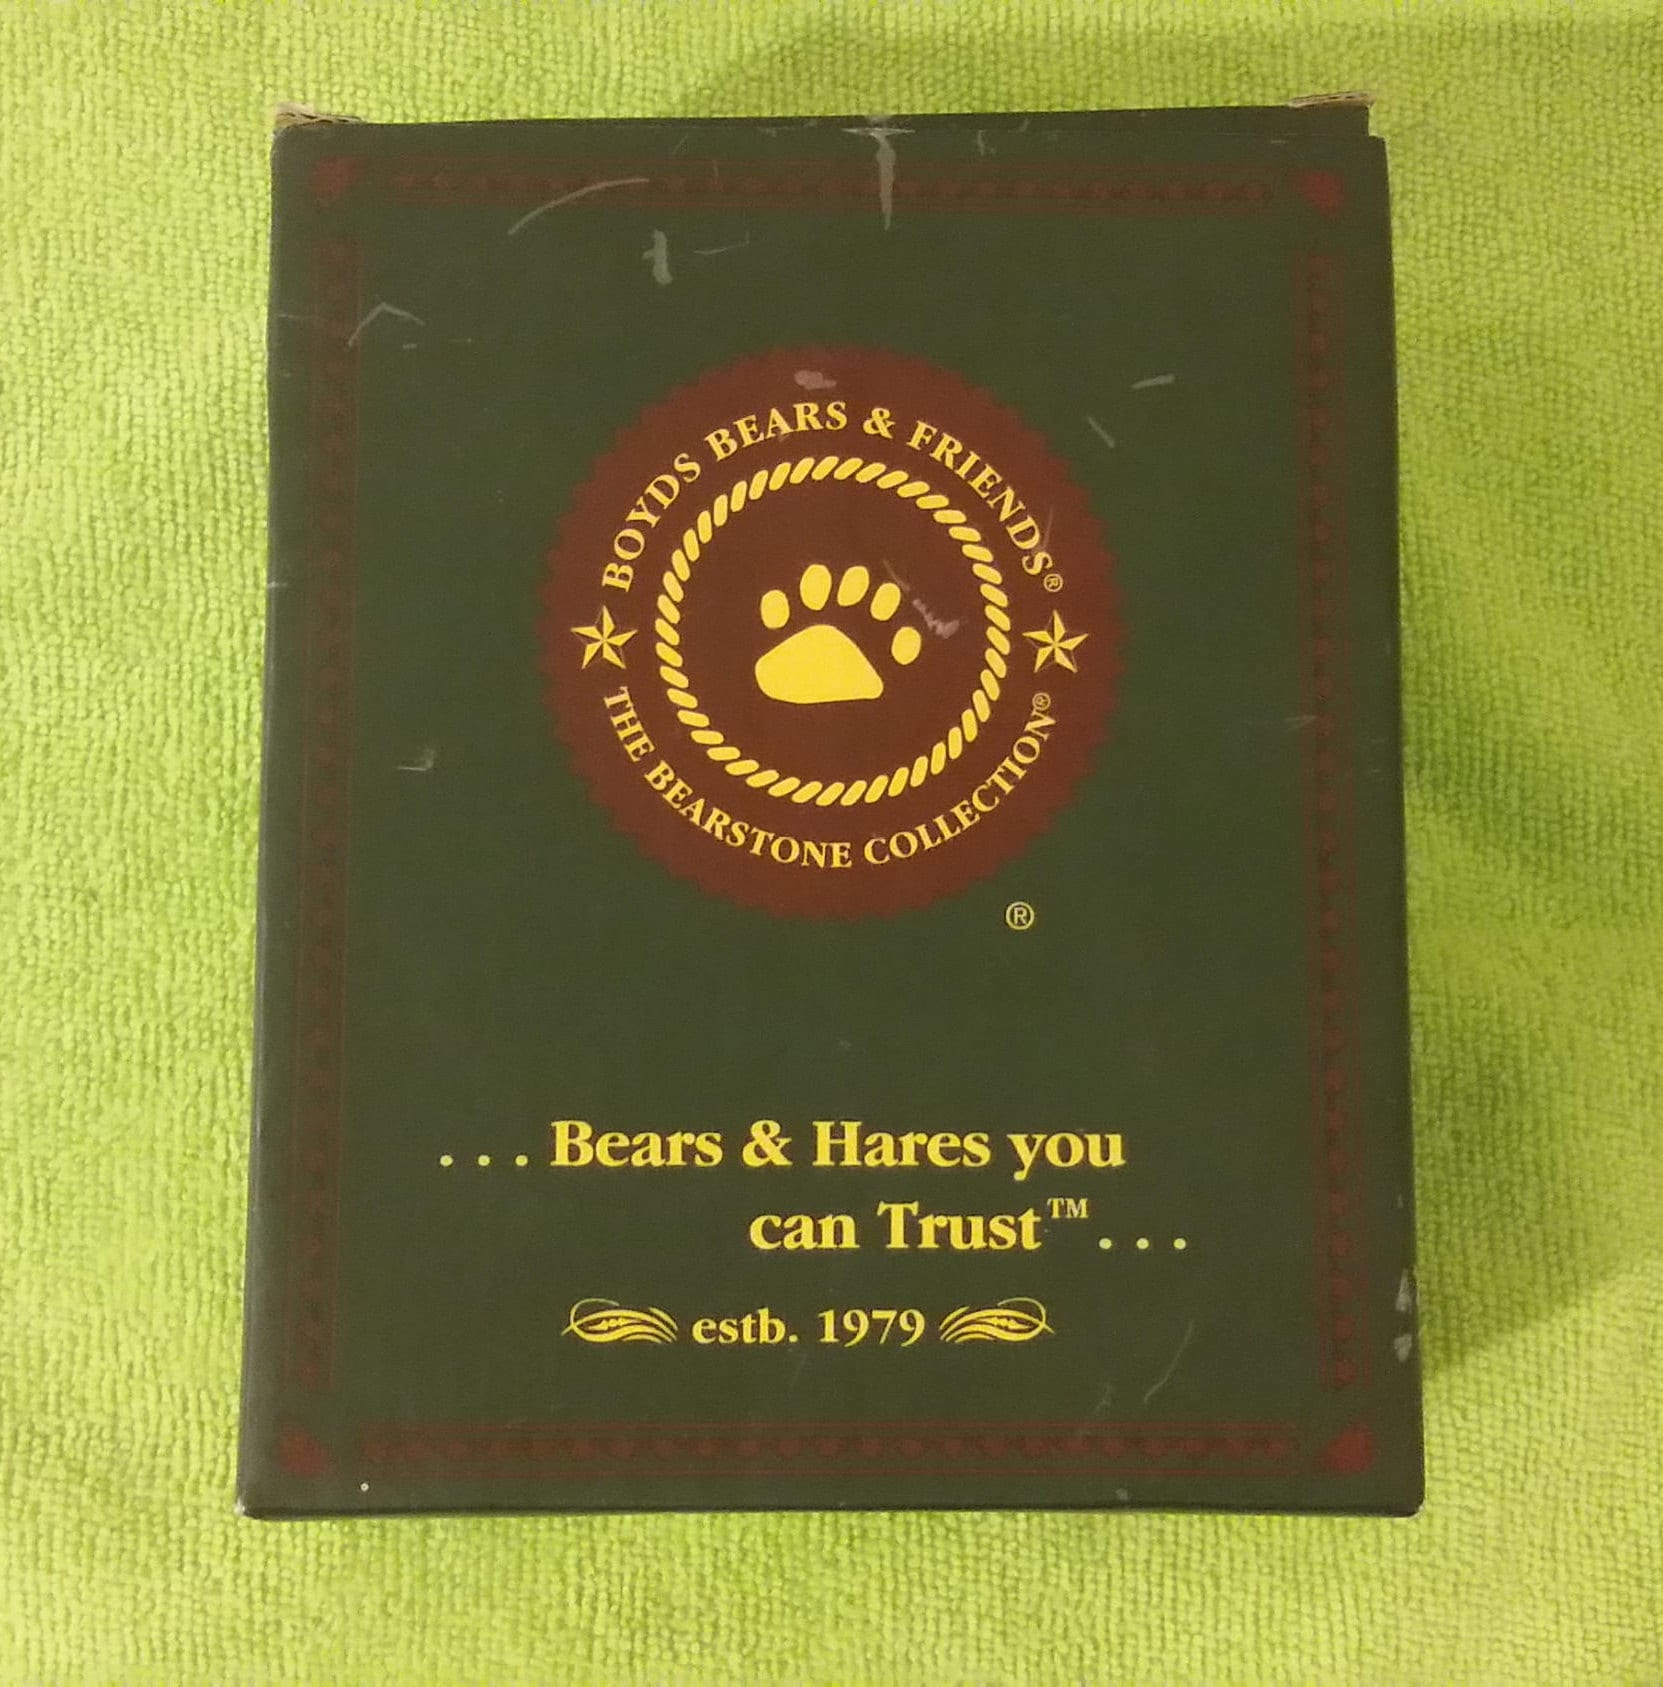 BOYDS BEARS & FRIENDS®
THE BEARSTONE COLLECTION®
®
. . . Bears & Hares you
can Trust™ . . .
estb. 1979